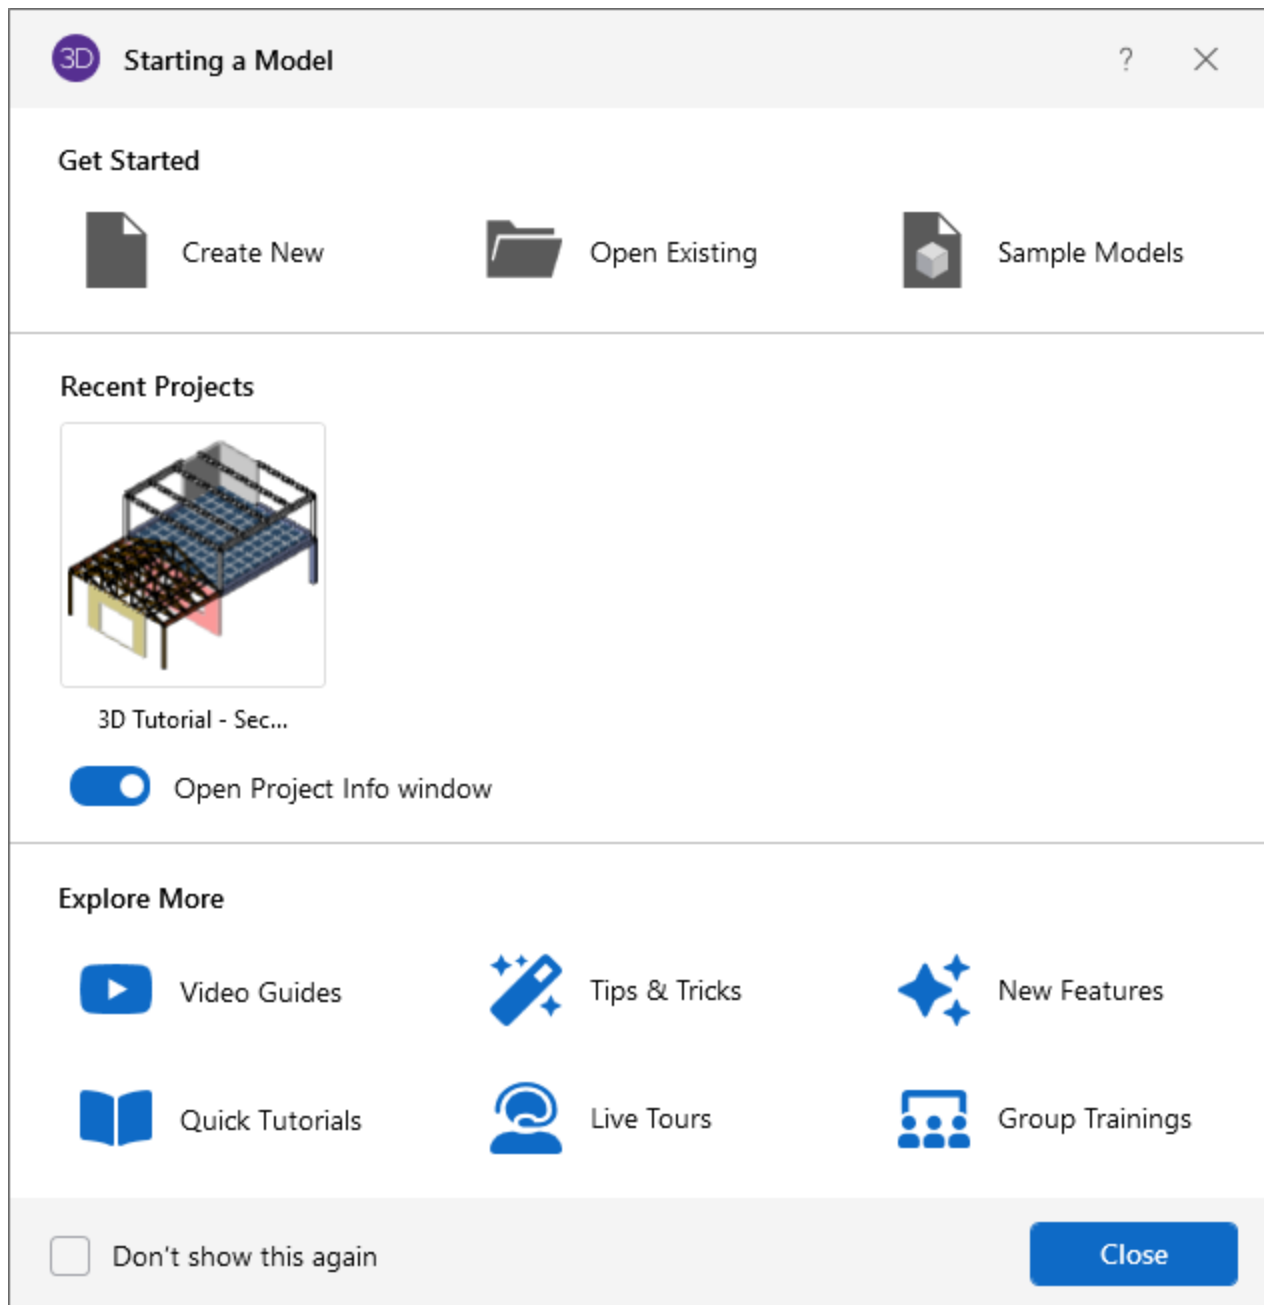 3D Starting a Model ?
Get Started
Create New Open Existing Sample Models
Recent Projects
3D Tutorial - Sec...
Open Project Info window
Explore More
Video Guides Tips & Tricks New Features
Quick Tutorials Live Tours Group Trainings
Don't show this again Close